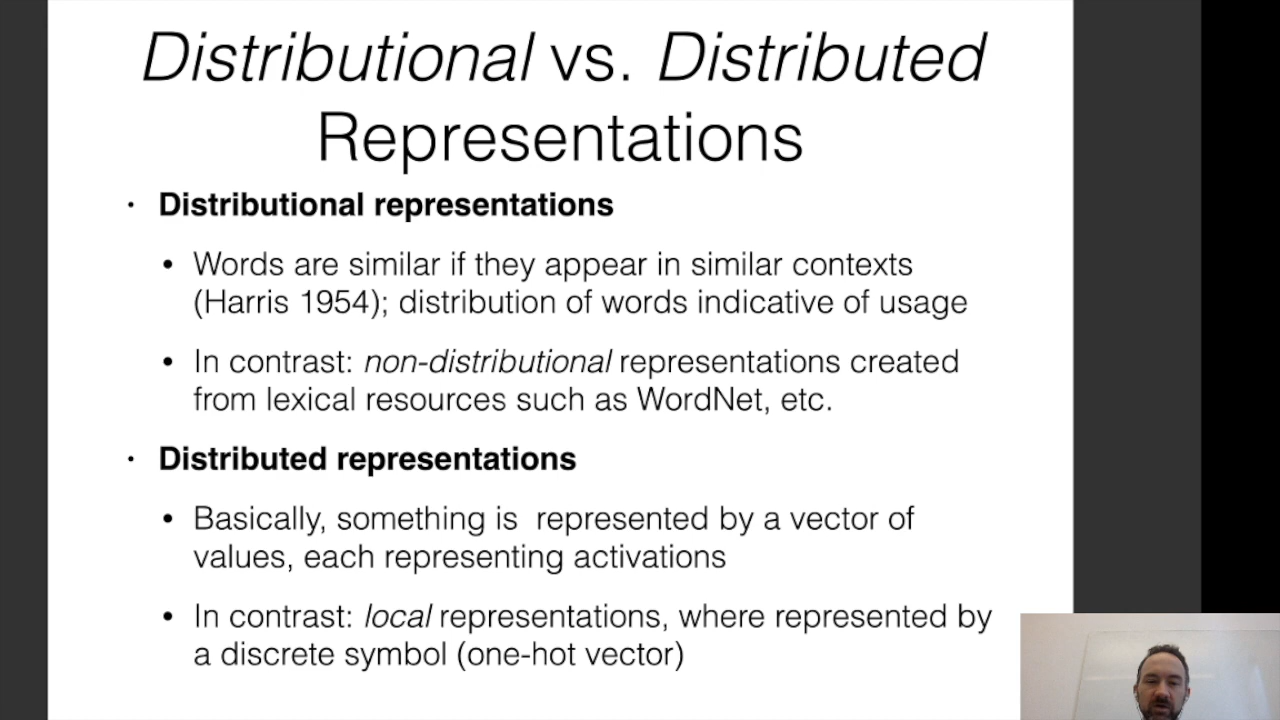 Distributional vs. Distributed
Representations
· Distributional representations
• Words are similar if they appear in similar contexts
(Harris 1954); distribution of words indicative of usage
• In contrast: non-distributional representations created
from lexical resources such as WordNet, etc.
· Distributed representations
• Basically, something is  represented by a vector of
values, each representing activations
• In contrast: local representations, where represented by
a discrete symbol (one-hot vector)